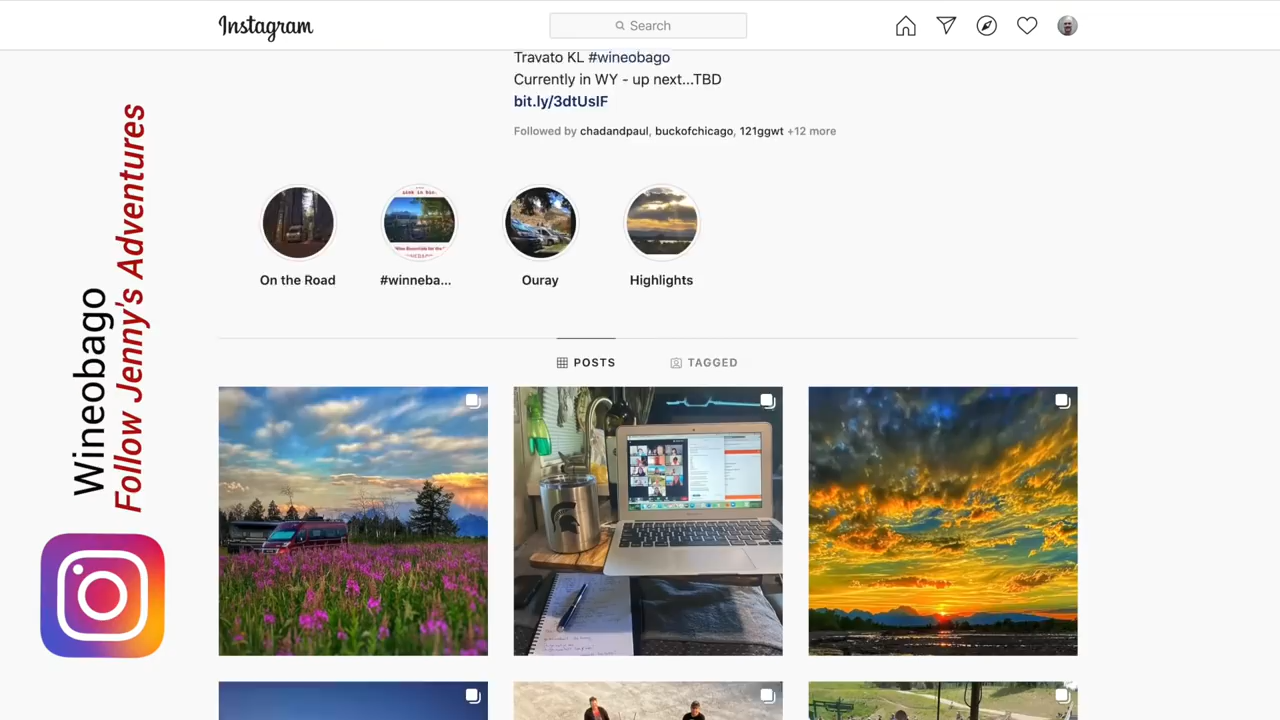 Instagram
Search
Travato KL #wineobago
Currently in WY - up next...TBD
bit.ly/3dtUsIF
Followed by chadandpaul, buckofchicago, 121ggwt +12 more
On the Road
#winneba...
Ouray
Highlights
POSTS
TAGGED
Wineobago
Follow Jenny's Adventures